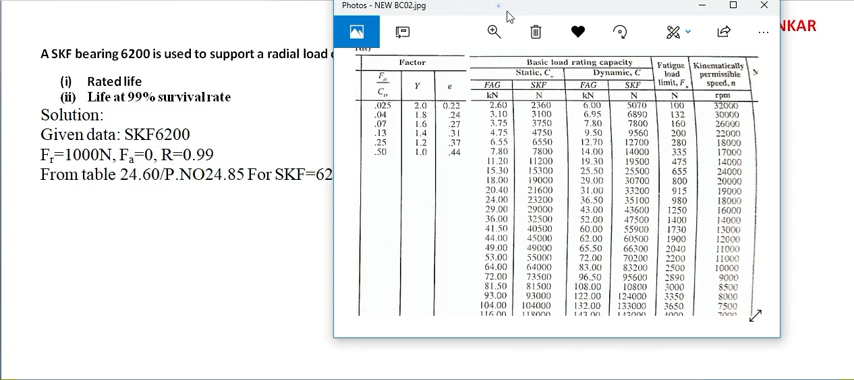 Photos - NEW BC02.jpg
NKAR
A SKF bearing 6200 is used to support a radial load
(i) Rated life
(ii) Life at 99% survival rate
Solution:
Given data: SKF6200
Fr=1000N, Fa=0, R=0.99
From table 24.60/P.NO24.85 For SKF=62
Factor Basic load rating capacity Fatigue load limit, F Kinematically permissible speed, n
Static, Co Dynamic, C
Fa/Co Y e FAG SKF FAG SKF
kN N kN N N rpm
.025 2.0 0.22 2.60 2360 6.00 5070 100 32000
.04 1.8 .24 3.10 3100 6.95 6890 132 30000
.07 1.6 .27 3.75 3750 7.80 7800 160 26000
.13 1.4 .31 4.75 4750 9.50 9560 200 22000
.25 1.2 .37 6.55 6550 12.70 12700 280 18000
.50 1.0 .44 7.80 7800 14.00 14000 335 17000
11.20 11200 19.30 19500 475 14000
15.30 15300 25.50 25500 655 24000
18.00 19000 29.00 30700 800 20000
20.40 21600 31.00 33200 915 19000
24.00 23200 36.50 35100 980 18000
29.00 29000 43.00 43600 1250 16000
36.00 32500 52.00 47500 1400 14000
41.50 40500 60.00 55900 1730 13000
44.00 45000 62.00 60500 1900 12000
49.00 49000 65.50 66300 2040 11000
53.00 55000 72.00 70200 2200 11000
64.00 64000 83.00 83200 2500 10000
72.00 73500 96.50 95600 2890 9000
81.50 81500 108.00 10800 3000 8500
93.00 93000 122.00 124000 3350 8000
104.00 104000 132.00 133000 3650 7500
116.00 118000 143.00 143000 4000 7000